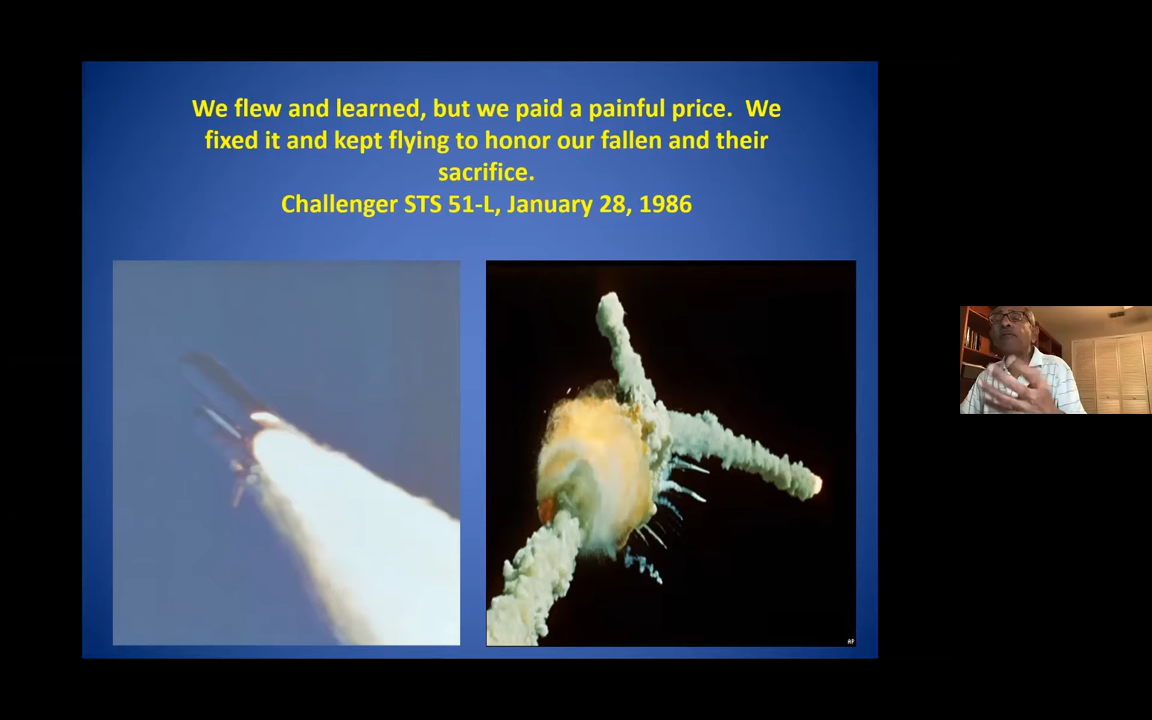 We flew and learned, but we paid a painful price.  We
fixed it and kept flying to honor our fallen and their
sacrifice.
Challenger STS 51-L, January 28, 1986
AP